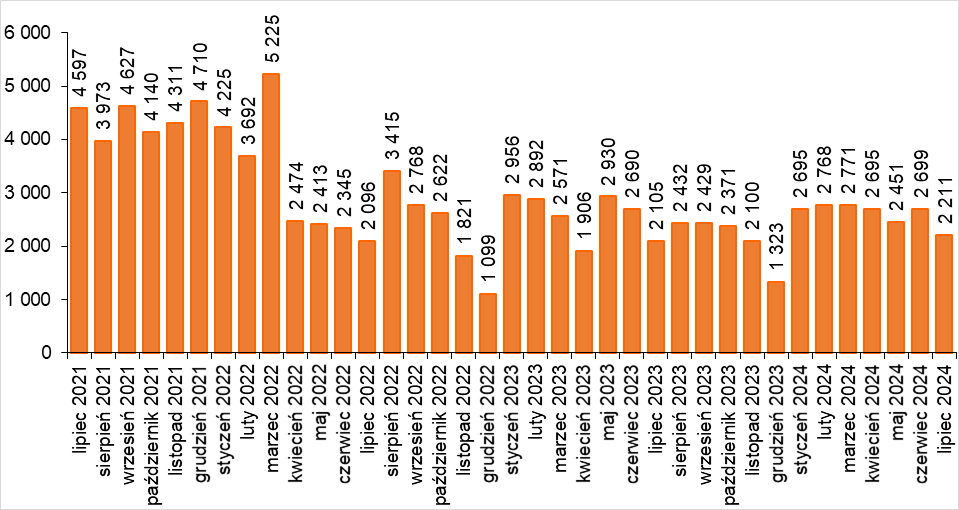 6 000
5 000
4 000
3 000
2 000
1 000
0
4 597
3 973
4 627
4 140
4 311
4 710
4 225
3 692
5 225
2 474
2 413
2 345
2 096
3 415
2 768
2 622
1 821
1 099
2 956
2 892
2 571
1 906
2 930
2 690
2 105
2 432
2 429
2 371
2 100
1 323
2 695
2 768
2 771
2 695
2 451
2 699
2 211
lipiec 2021
sierpień 2021
wrzesień 2021
październik 2021
listopad 2021
grudzień 2021
styczeń 2022
luty 2022
marzec 2022
kwiecień 2022
maj 2022
czerwiec 2022
lipiec 2022
sierpień 2022
wrzesień 2022
październik 2022
listopad 2022
grudzień 2022
styczeń 2023
luty 2023
marzec 2023
kwiecień 2023
maj 2023
czerwiec 2023
lipiec 2023
sierpień 2023
wrzesień 2023
październik 2023
listopad 2023
grudzień 2023
styczeń 2024
luty 2024
marzec 2024
kwiecień 2024
maj 2024
czerwiec 2024
lipiec 2024